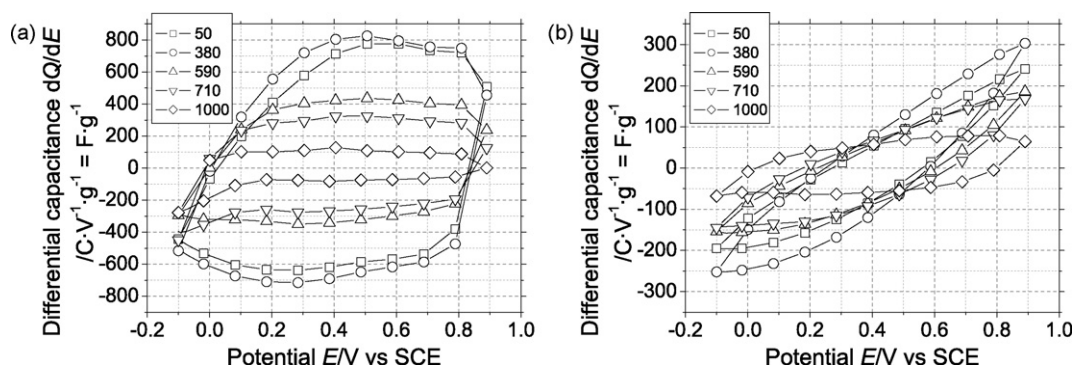 (a)
Differential capacitance dQ/dE
/C·V⁻¹·g⁻¹ = F·g⁻¹
800
600
400
200
0
-200
-400
-600
-800
50
380
590
710
1000
-0.2 0.0 0.2 0.4 0.6 0.8 1.0
Potential E/V vs SCE
(b)
Differential capacitance dQ/dE
/C·V⁻¹·g⁻¹ = F·g⁻¹
300
200
100
0
-100
-200
-300
50
380
590
710
1000
-0.2 0.0 0.2 0.4 0.6 0.8 1.0
Potential E/V vs SCE